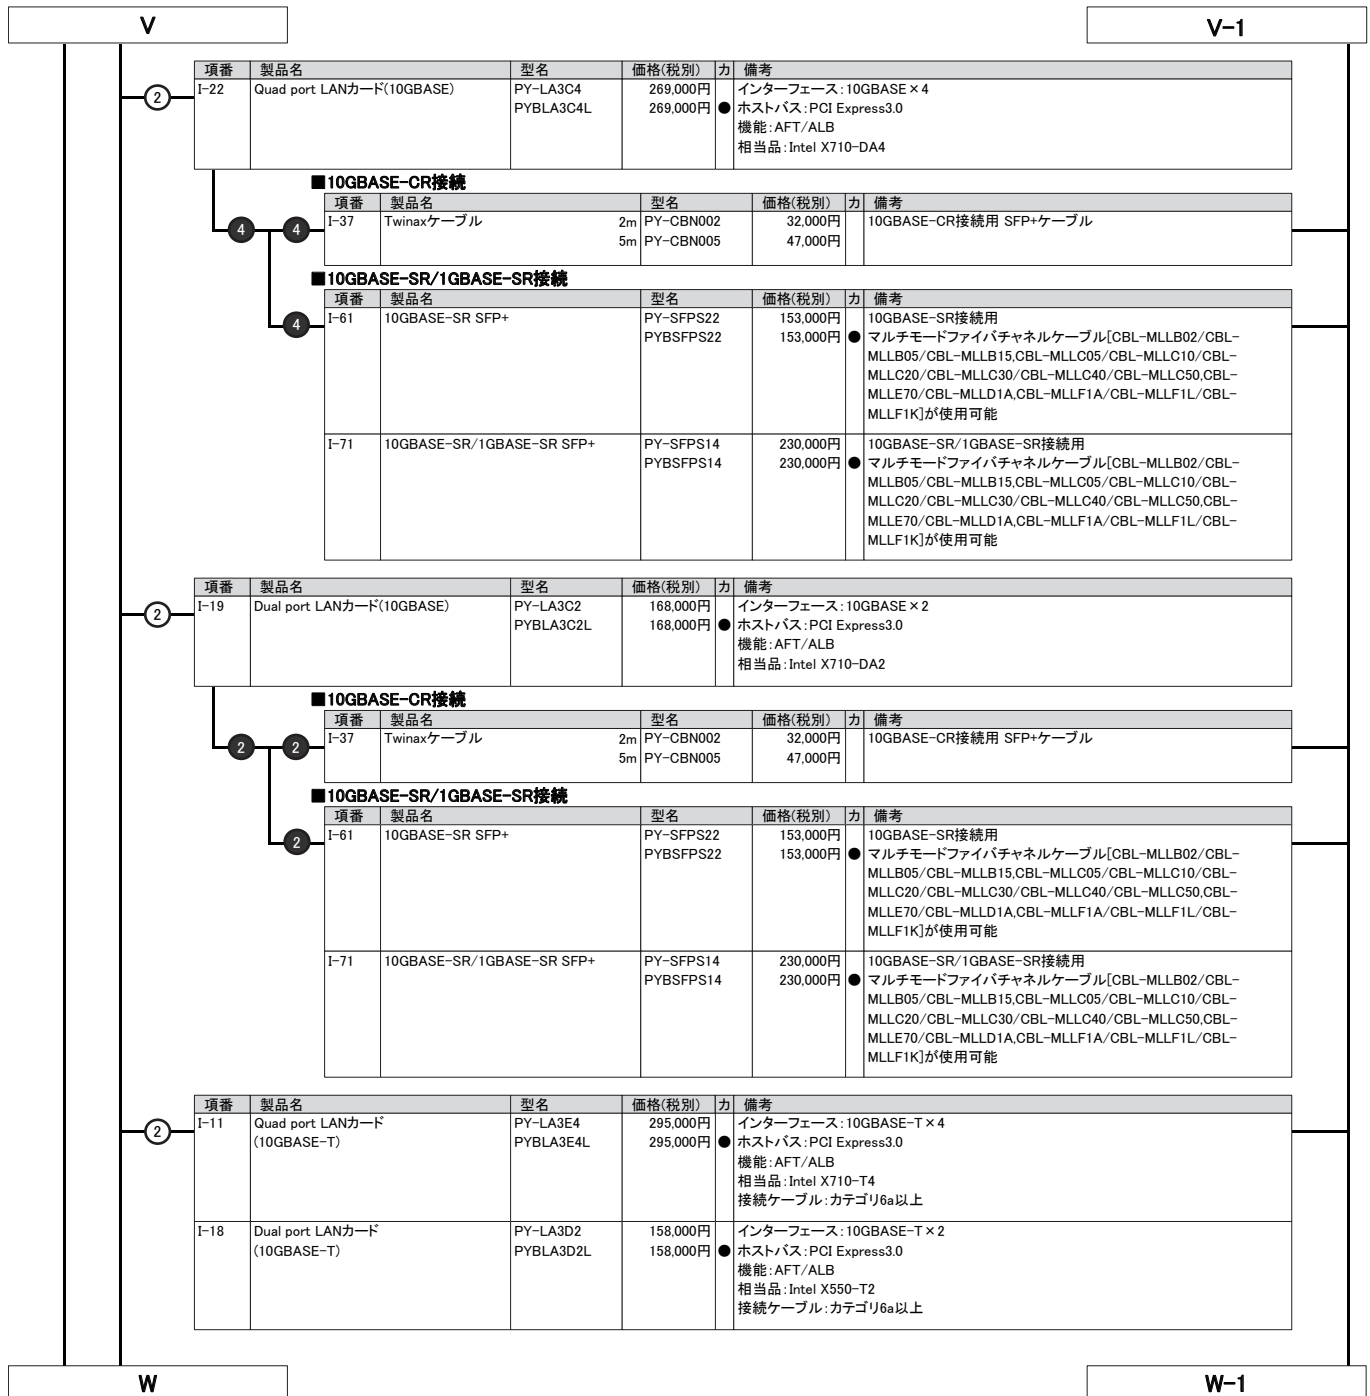 V
V-1
項番 製品名 型名 価格(税別) カ 備考
② I-22 Quad port LANカード(10GBASE) PY-LA3C4 269,000円 インターフェース：10GBASE×4
PYBLA3C4L 269,000円 ● ホストバス：PCI Express3.0
機能：AFT/ALB
相当品：Intel X710-DA4
■10GBASE-CR接続
項番 製品名 型名 価格(税別) カ 備考
4 4 I-37 Twinaxケーブル 2m PY-CBN002 32,000円 10GBASE-CR接続用 SFP+ケーブル
5m PY-CBN005 47,000円
■10GBASE-SR/1GBASE-SR接続
項番 製品名 型名 価格(税別) カ 備考
4 I-61 10GBASE-SR SFP+ PY-SFPS22 153,000円 10GBASE-SR接続用
PYBSFPS22 153,000円 ● マルチモードファイバチャネルケーブル[CBL-MLLB02/CBL-
MLLB05/CBL-MLLB15,CBL-MLLC05/CBL-MLLC10/CBL-
MLLC20/CBL-MLLC30/CBL-MLLC40/CBL-MLLC50,CBL-
MLLE70/CBL-MLLD1A,CBL-MLLF1A/CBL-MLLF1L/CBL-
MLLF1K]が使用可能
I-71 10GBASE-SR/1GBASE-SR SFP+ PY-SFPS14 230,000円 10GBASE-SR/1GBASE-SR接続用
PYBSFPS14 230,000円 ● マルチモードファイバチャネルケーブル[CBL-MLLB02/CBL-
MLLB05/CBL-MLLB15,CBL-MLLC05/CBL-MLLC10/CBL-
MLLC20/CBL-MLLC30/CBL-MLLC40/CBL-MLLC50,CBL-
MLLE70/CBL-MLLD1A,CBL-MLLF1A/CBL-MLLF1L/CBL-
MLLF1K]が使用可能
項番 製品名 型名 価格(税別) カ 備考
② I-19 Dual port LANカード(10GBASE) PY-LA3C2 168,000円 インターフェース：10GBASE×2
PYBLA3C2L 168,000円 ● ホストバス：PCI Express3.0
機能：AFT/ALB
相当品：Intel X710-DA2
■10GBASE-CR接続
項番 製品名 型名 価格(税別) カ 備考
2 2 I-37 Twinaxケーブル 2m PY-CBN002 32,000円 10GBASE-CR接続用 SFP+ケーブル
5m PY-CBN005 47,000円
■10GBASE-SR/1GBASE-SR接続
項番 製品名 型名 価格(税別) カ 備考
2 I-61 10GBASE-SR SFP+ PY-SFPS22 153,000円 10GBASE-SR接続用
PYBSFPS22 153,000円 ● マルチモードファイバチャネルケーブル[CBL-MLLB02/CBL-
MLLB05/CBL-MLLB15,CBL-MLLC05/CBL-MLLC10/CBL-
MLLC20/CBL-MLLC30/CBL-MLLC40/CBL-MLLC50,CBL-
MLLE70/CBL-MLLD1A,CBL-MLLF1A/CBL-MLLF1L/CBL-
MLLF1K]が使用可能
I-71 10GBASE-SR/1GBASE-SR SFP+ PY-SFPS14 230,000円 10GBASE-SR/1GBASE-SR接続用
PYBSFPS14 230,000円 ● マルチモードファイバチャネルケーブル[CBL-MLLB02/CBL-
MLLB05/CBL-MLLB15,CBL-MLLC05/CBL-MLLC10/CBL-
MLLC20/CBL-MLLC30/CBL-MLLC40/CBL-MLLC50,CBL-
MLLE70/CBL-MLLD1A,CBL-MLLF1A/CBL-MLLF1L/CBL-
MLLF1K]が使用可能
項番 製品名 型名 価格(税別) カ 備考
② I-11 Quad port LANカード PY-LA3E4 295,000円 インターフェース：10GBASE-T×4
(10GBASE-T) PYBLA3E4L 295,000円 ● ホストバス：PCI Express3.0
機能：AFT/ALB
相当品：Intel X710-T4
接続ケーブル：カテゴリ6a以上
I-18 Dual port LANカード PY-LA3D2 158,000円 インターフェース：10GBASE-T×2
(10GBASE-T) PYBLA3D2L 158,000円 ● ホストバス：PCI Express3.0
機能：AFT/ALB
相当品：Intel X550-T2
接続ケーブル：カテゴリ6a以上
W
W-1